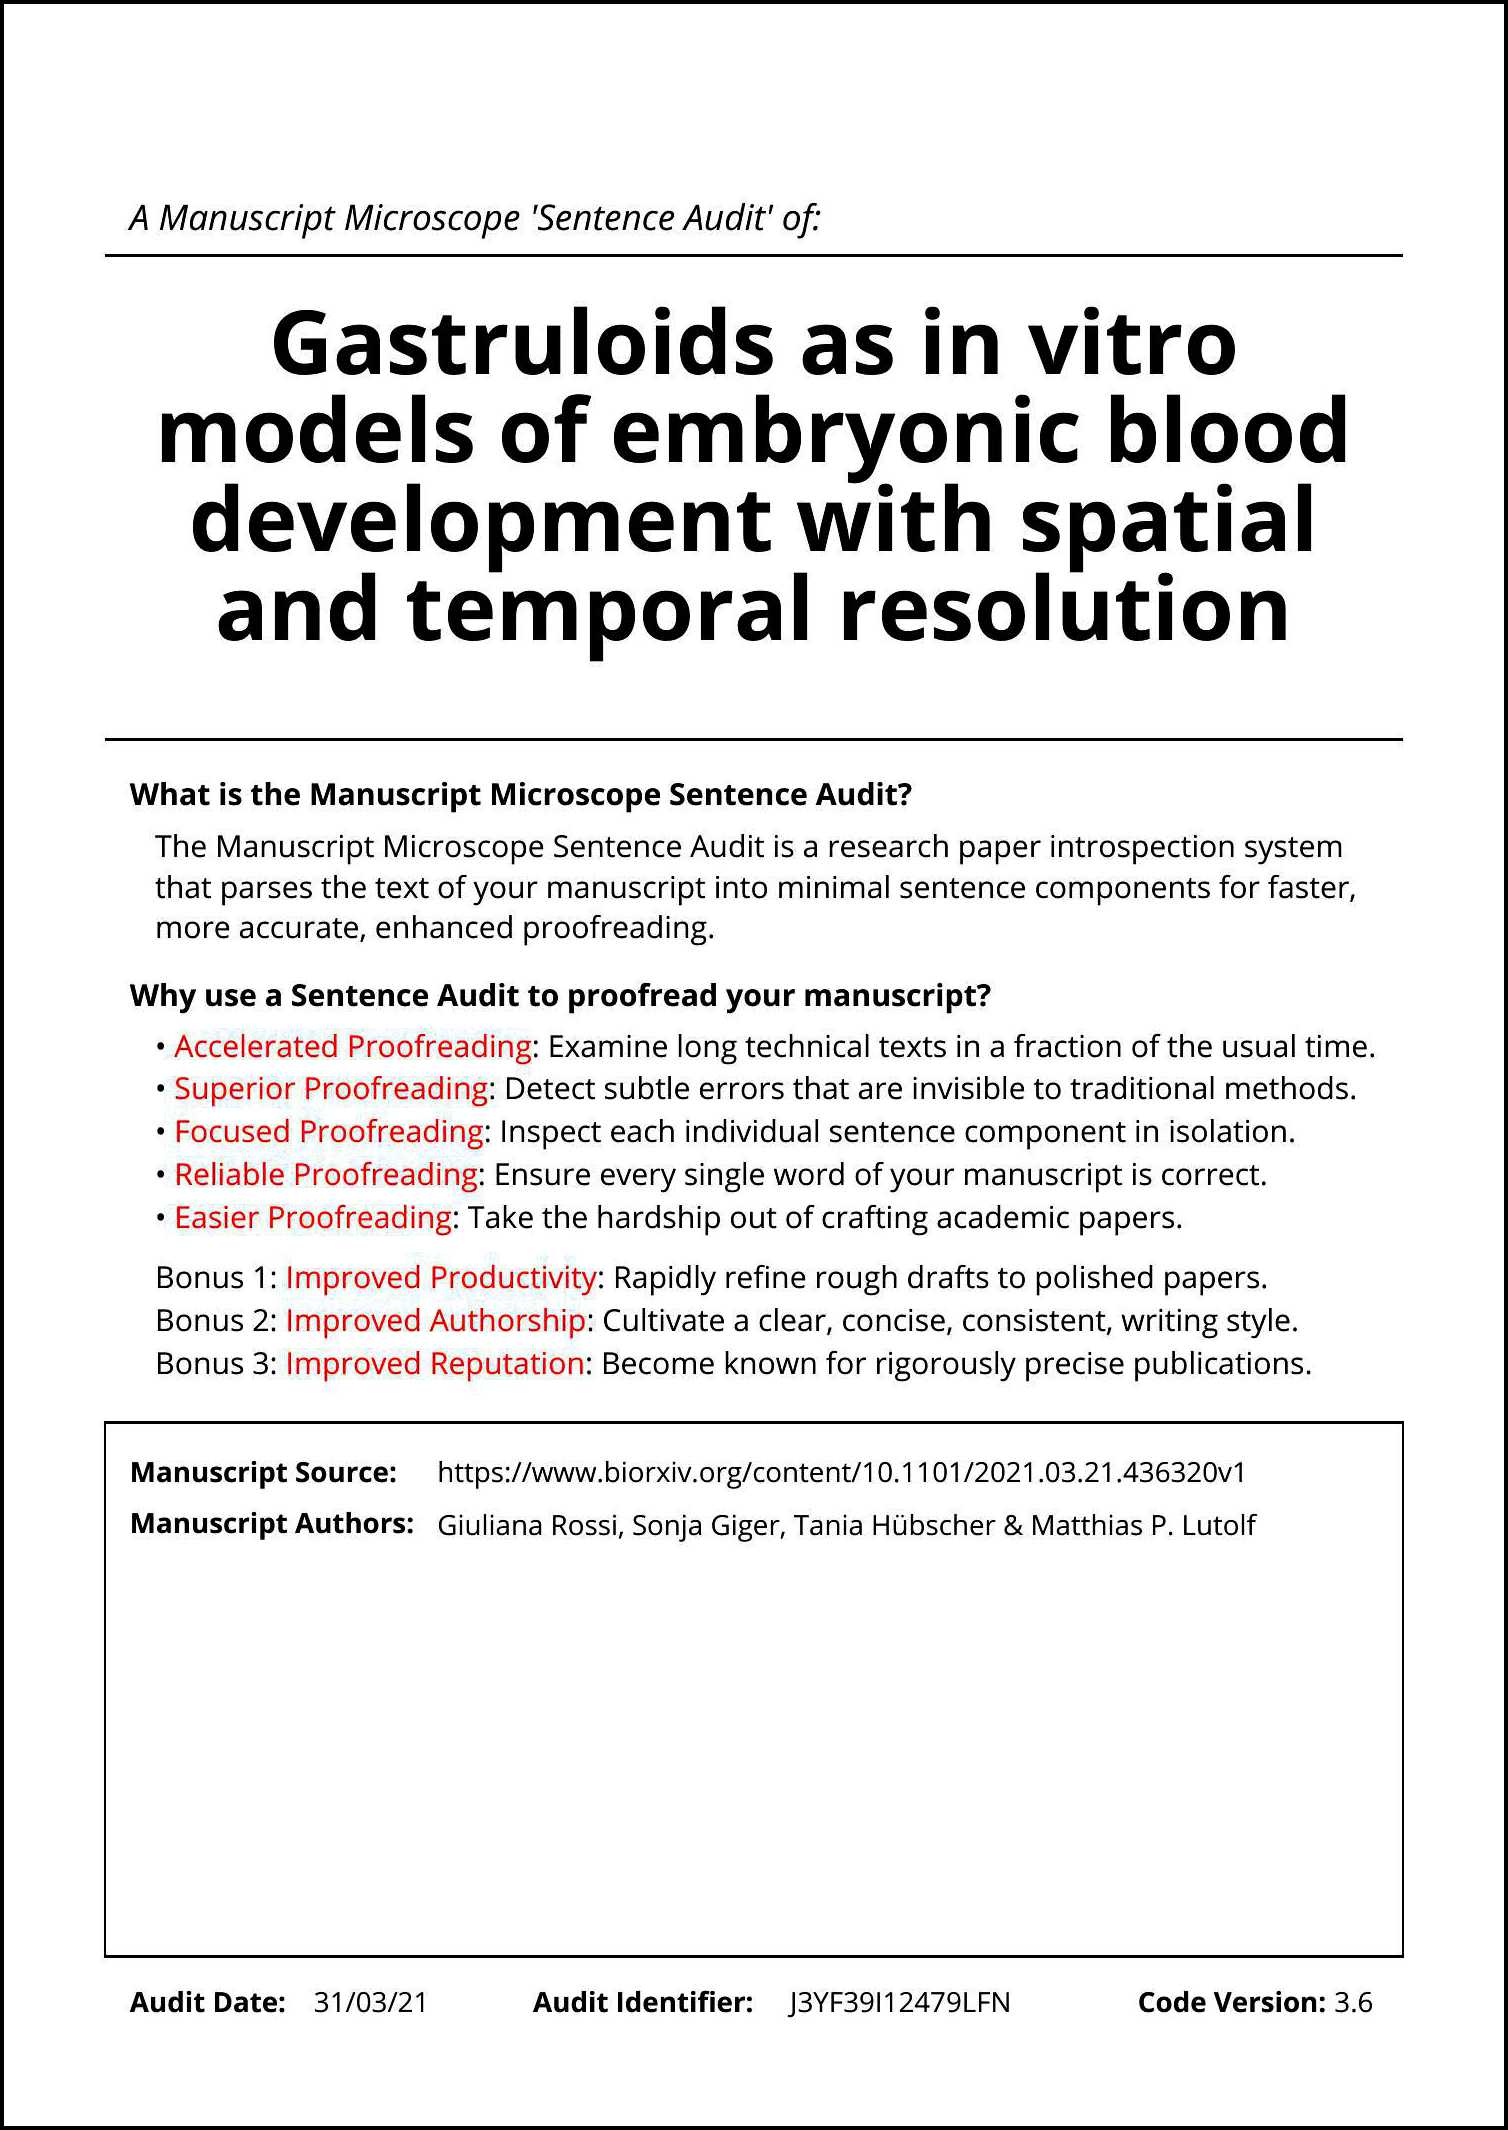 A Manuscript Microscope 'Sentence Audit' of:
Gastruloids as in vitro
models of embryonic blood
development with spatial
and temporal resolution
What is the Manuscript Microscope Sentence Audit?
The Manuscript Microscope Sentence Audit is a research paper introspection system
that parses the text of your manuscript into minimal sentence components for faster,
more accurate, enhanced proofreading.
Why use a Sentence Audit to proofread your manuscript?
• Accelerated Proofreading: Examine long technical texts in a fraction of the usual time.
• Superior Proofreading: Detect subtle errors that are invisible to traditional methods.
• Focused Proofreading: Inspect each individual sentence component in isolation.
• Reliable Proofreading: Ensure every single word of your manuscript is correct.
• Easier Proofreading: Take the hardship out of crafting academic papers.
Bonus 1: Improved Productivity: Rapidly refine rough drafts to polished papers.
Bonus 2: Improved Authorship: Cultivate a clear, concise, consistent, writing style.
Bonus 3: Improved Reputation: Become known for rigorously precise publications.
Manuscript Source: https://www.biorxiv.org/content/10.1101/2021.03.21.436320v1
Manuscript Authors: Giuliana Rossi, Sonja Giger, Tania Hübscher & Matthias P. Lutolf
Audit Date: 31/03/21 Audit Identifier: J3YF39I12479LFN Code Version: 3.6